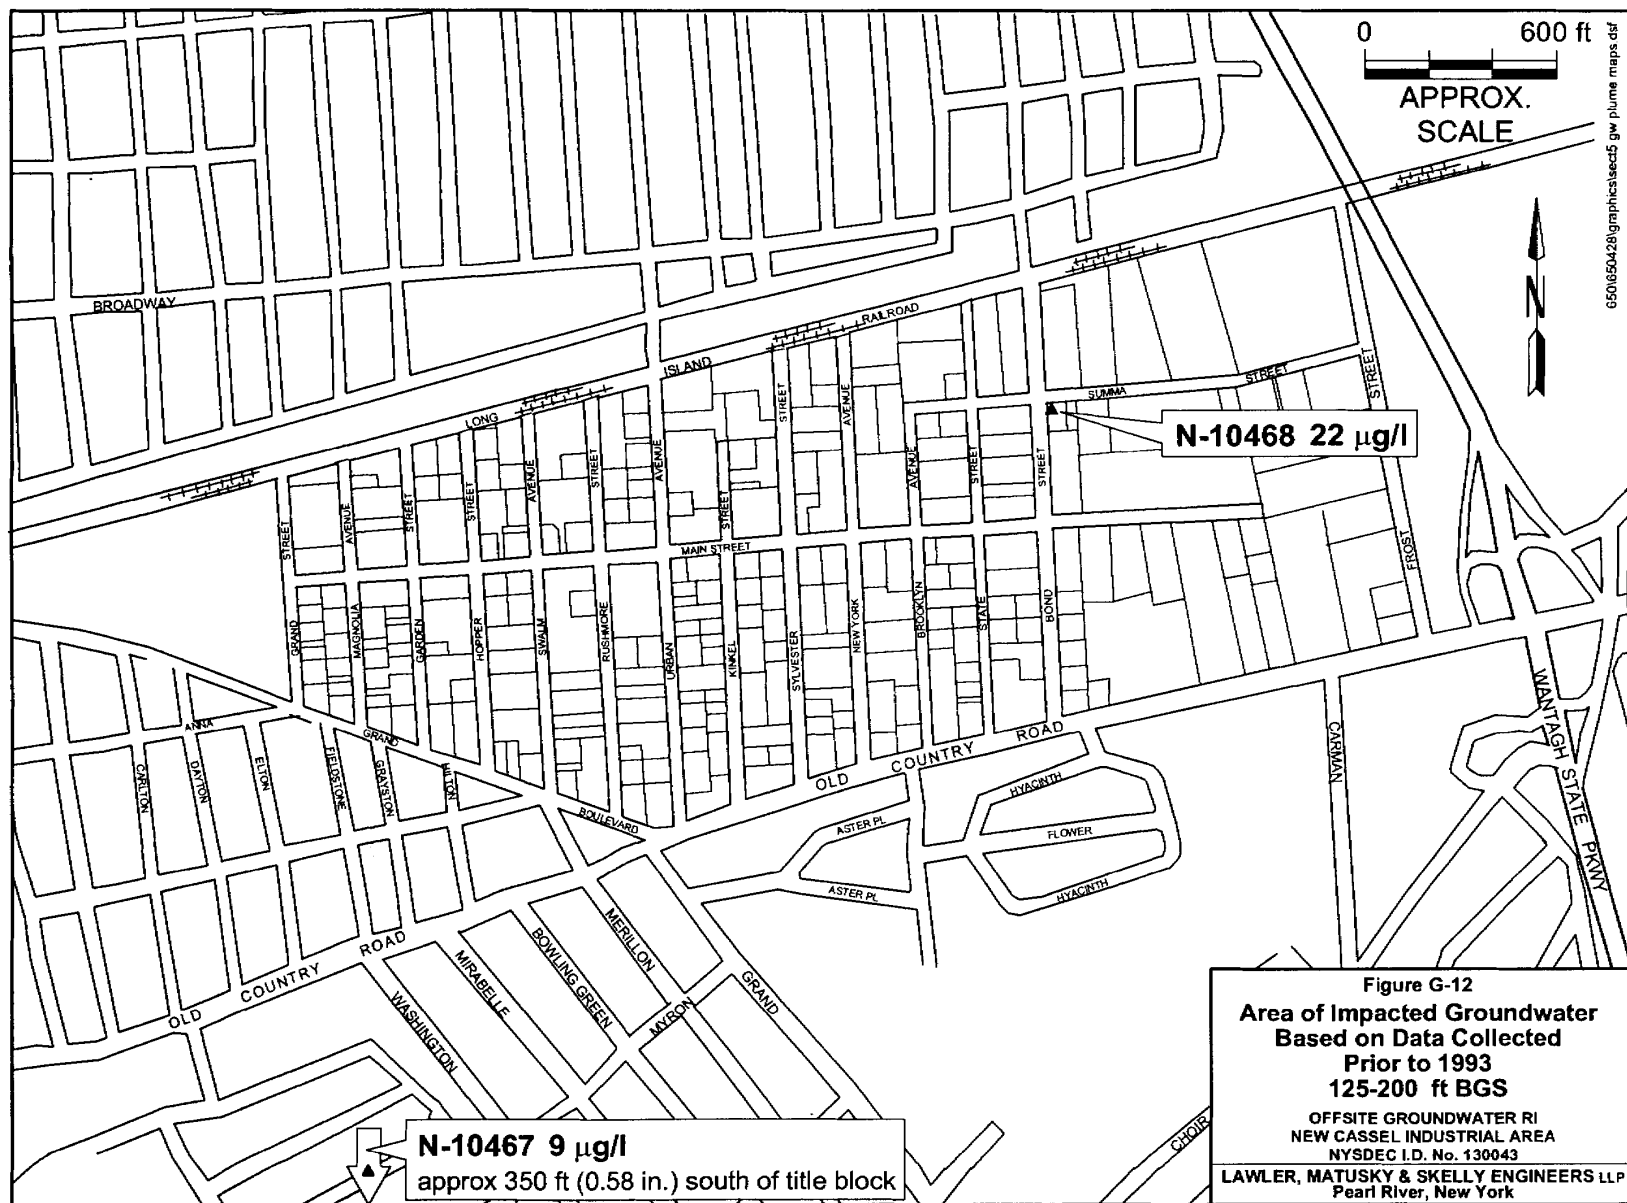 0 600 ft
APPROX.
SCALE
650\650428\graphics\sect5 gw plume maps dsf
N
BROADWAY
LONG
ISLAND
RAILROAD
SUMMA
STREET
STREET
FROST
N-10468 22 µg/l
STREET
AVENUE
STREET
STREET
AVENUE
STREET
AVENUE
STREET
STREET
AVENUE
AVENUE
STREET
STREET
MAIN STREET
GRAND
MAGNOLIA
GARDEN
HOPPER
SWALM
RUSHMORE
URBAN
KINKEL
SYLVESTER
NEW YORK
BROOKLYN
STATE
BOND
ANNA
GRAND
BOULEVARD
CARLTON
DAYTON
ELTON
FIELDSTONE
GRAYSTON
HILTON
OLD COUNTRY ROAD
HYACINTH
FLOWER
HYACINTH
ASTER PL
ASTER PL
CARMAN
WANTAGH STATE PKWY
OLD COUNTRY ROAD
WASHINGTON
MIRABELLE
BOWLING GREEN
MERILLON
MYRON
GRAND
CHOIR
N-10467 9 µg/l
approx 350 ft (0.58 in.) south of title block
Figure G-12
Area of Impacted Groundwater
Based on Data Collected
Prior to 1993
125-200 ft BGS
OFFSITE GROUNDWATER RI
NEW CASSEL INDUSTRIAL AREA
NYSDEC I.D. No. 130043
LAWLER, MATUSKY & SKELLY ENGINEERS LLP
Pearl River, New York